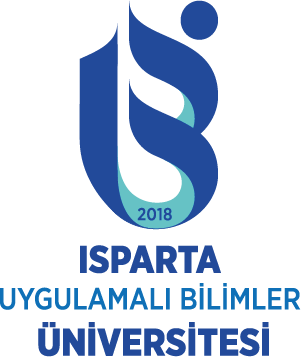 2018
ISPARTA
UYGULAMALI BİLİMLER
ÜNİVERSİTESİ